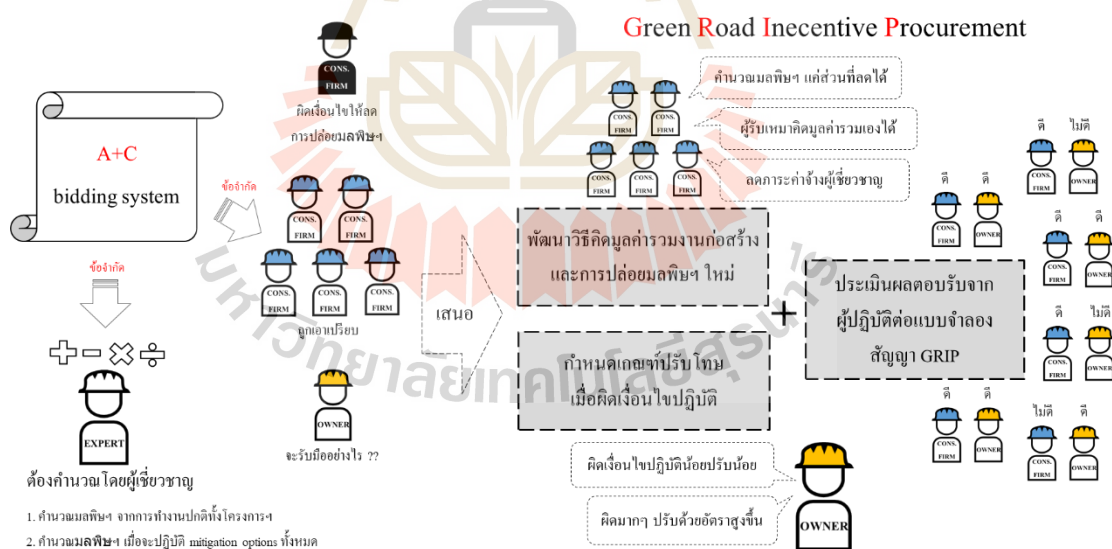 Green Road Inecentive Procurement
A+C
bidding system
ข้อจำกัด
ข้อจำกัด
EXPERT
ต้องคำนวณโดยผู้เชี่ยวชาญ
1. คำนวณมลพิษฯ จากการทำงานปกติทั้งโครงการฯ
2. คำนวณมลพิษฯ เมื่อจะปฏิบัติ mitigation options ทั้งหมด
CONS.
FIRM
ผิดเงื่อนไขให้ลด
การปล่อยมลพิษฯ
CONS.
FIRM
CONS.
FIRM
CONS.
FIRM
CONS.
FIRM
CONS.
FIRM
ถูกเอาเปรียบ
OWNER
จะรับมืออย่างไร ??
เสนอ
CONS.
FIRM
CONS.
FIRM
CONS.
FIRM
CONS.
FIRM
CONS.
FIRM
คำนวณมลพิษฯ แค่ส่วนที่ลดได้
ผู้รับเหมาคิดมูลค่ารวมเองได้
ลดภาระค่าจ้างผู้เชี่ยวชาญ
พัฒนาวิธีคิดมูลค่ารวมงานก่อสร้าง
และการปล่อยมลพิษฯ ใหม่
กำหนดเกณฑ์ปรับโทษ
เมื่อผิดเงื่อนไขปฏิบัติ
ประเมินผลตอบรับจาก
ผู้ปฏิบัติต่อแบบจำลอง
สัญญา GRIP
ผิดเงื่อนไขปฏิบัติน้อยปรับน้อย
ผิดมากๆ ปรับด้วยอัตราสูงขึ้น
OWNER
ดี ไม่ดี
CONS.
FIRM
OWNER
ดี ดี
CONS.
FIRM
OWNER
ดี ดี
CONS.
FIRM
OWNER
ดี ไม่ดี
CONS.
FIRM
OWNER
ดี ดี
CONS.
FIRM
OWNER
ไม่ดี ดี
CONS.
FIRM
OWNER
มหาวิทยาลัยเทคโนโลยีสุรนารี